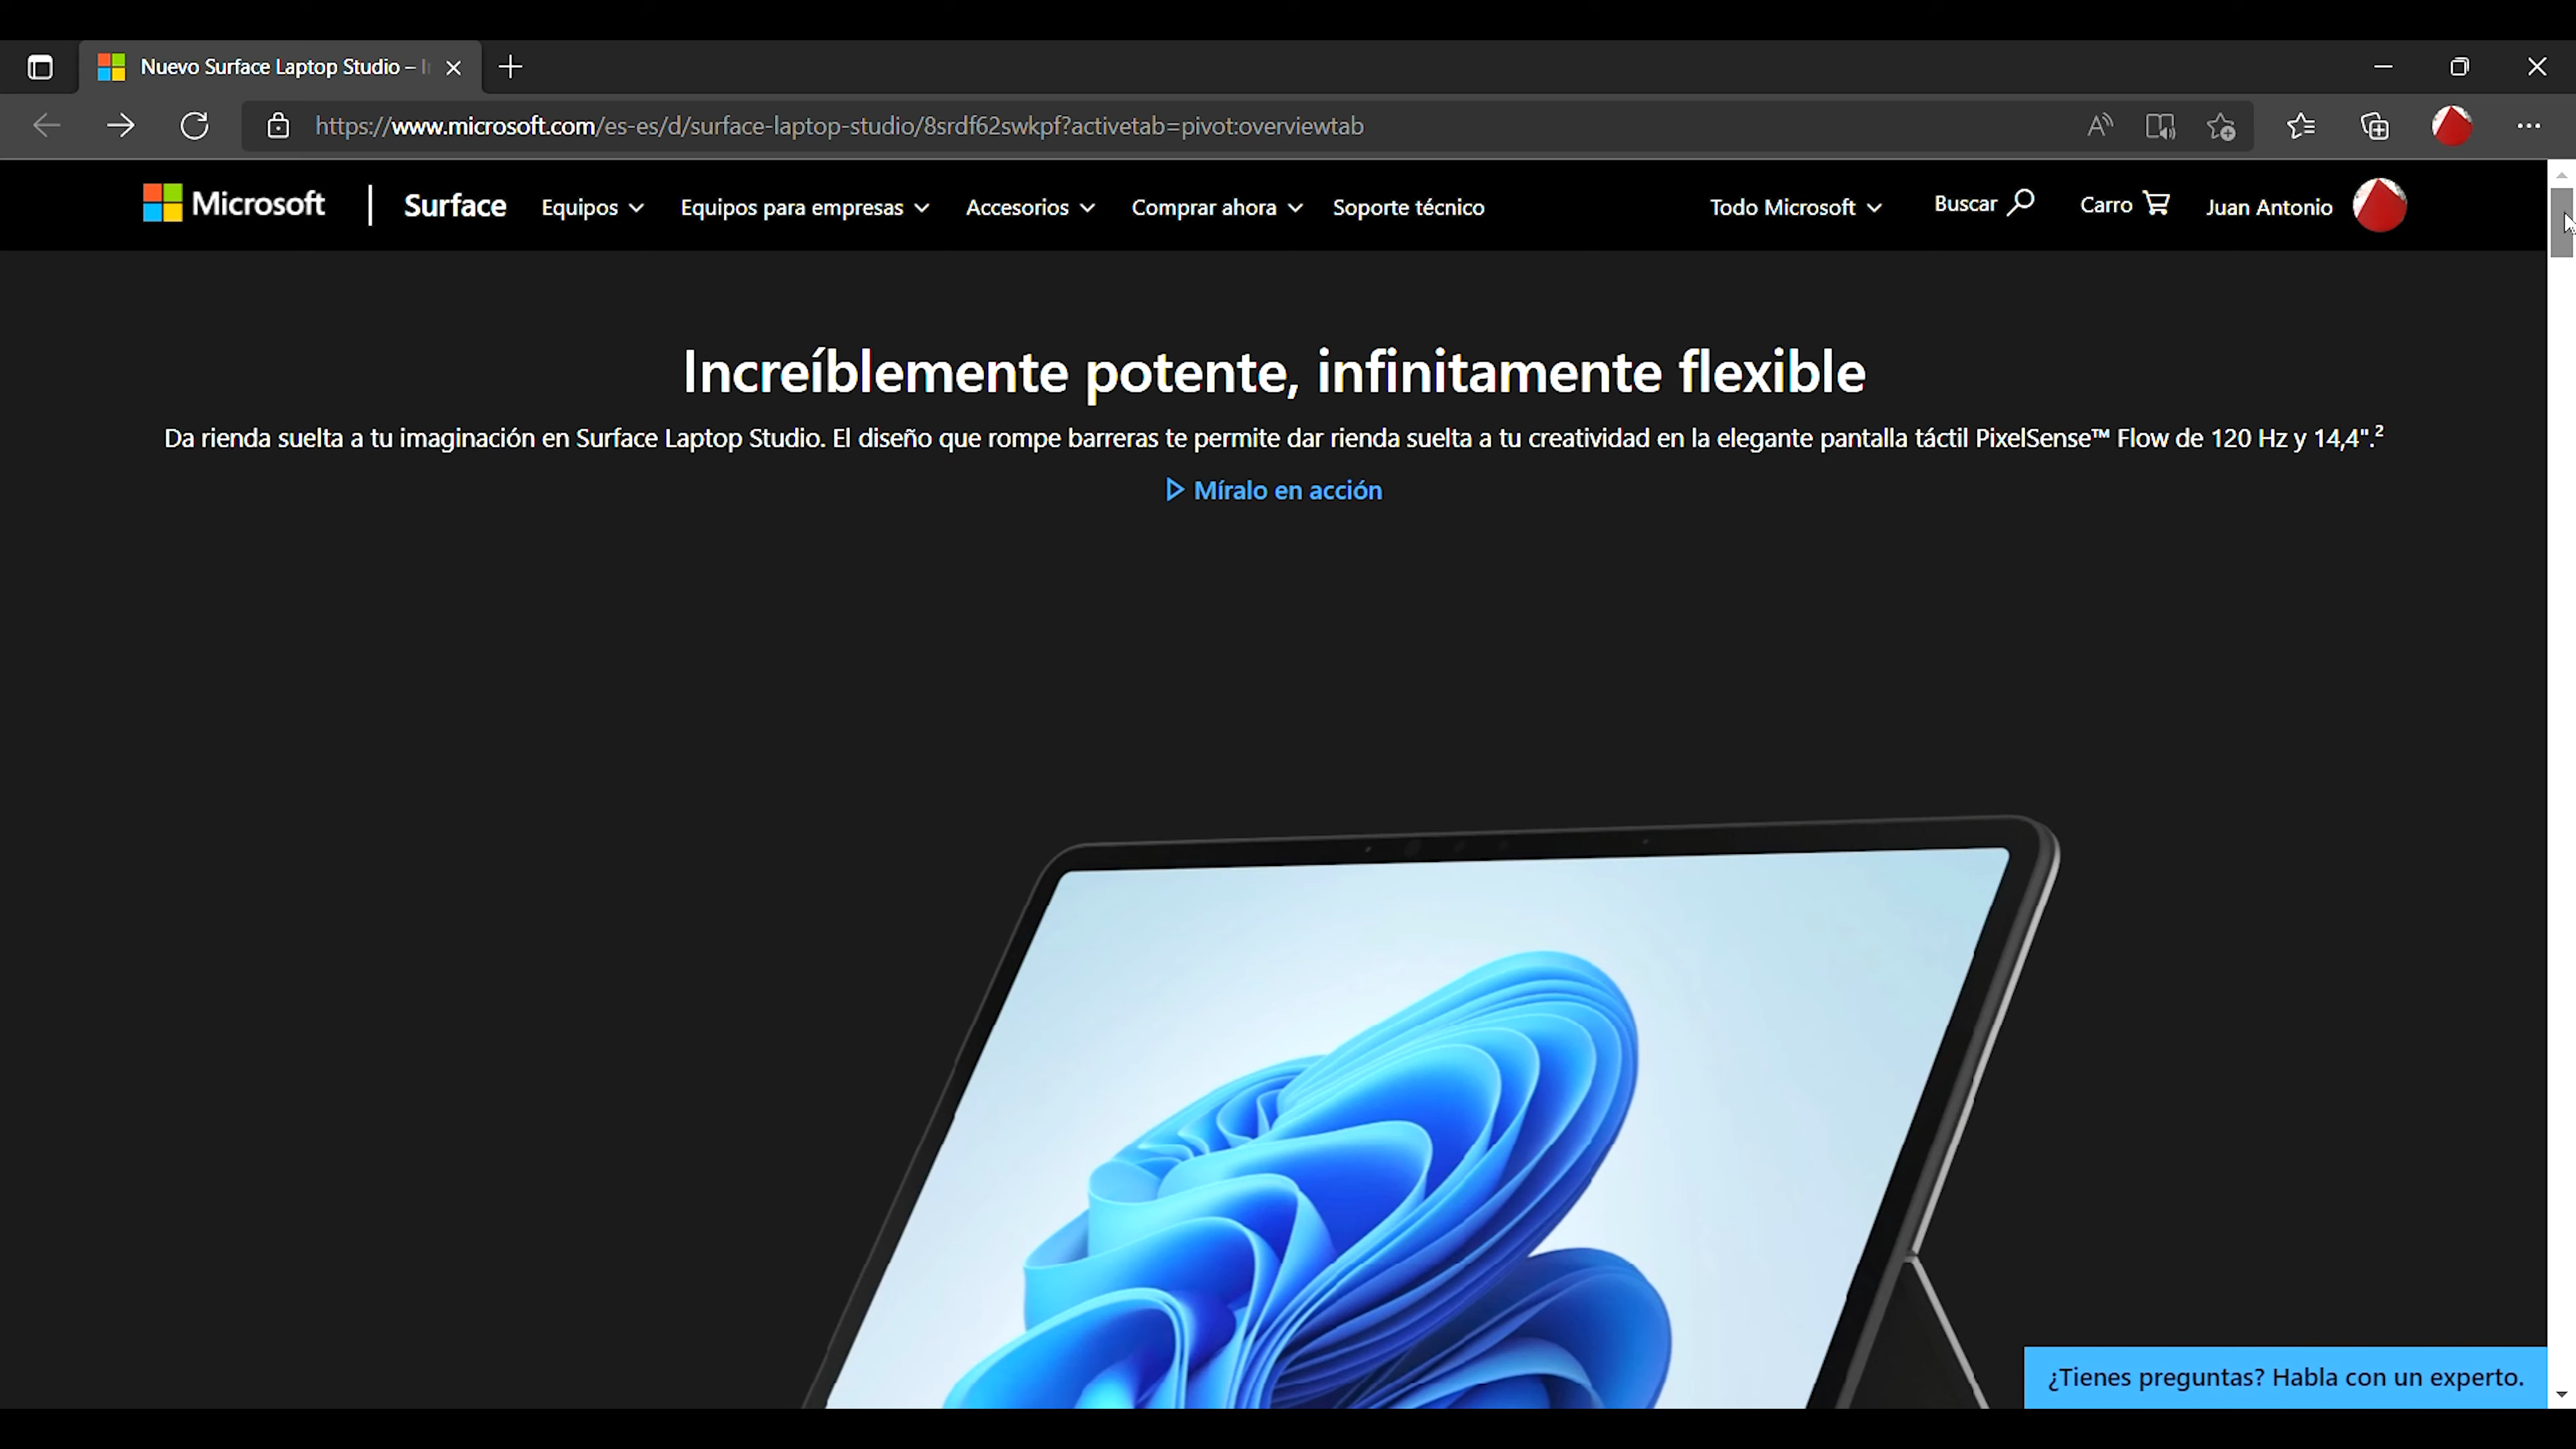 Nuevo Surface Laptop Studio –
https://www.microsoft.com/es-es/d/surface-laptop-studio/8srdf62swkpf?activetab=pivot:overviewtab
Microsoft | Surface Equipos Equipos para empresas Accesorios Comprar ahora Soporte técnico Todo Microsoft Buscar Carro Juan Antonio
Increíblemente potente, infinitamente flexible
Da rienda suelta a tu imaginación en Surface Laptop Studio. El diseño que rompe barreras te permite dar rienda suelta a tu creatividad en la elegante pantalla táctil PixelSense™ Flow de 120 Hz y 14,4".²
Míralo en acción
¿Tienes preguntas? Habla con un experto.